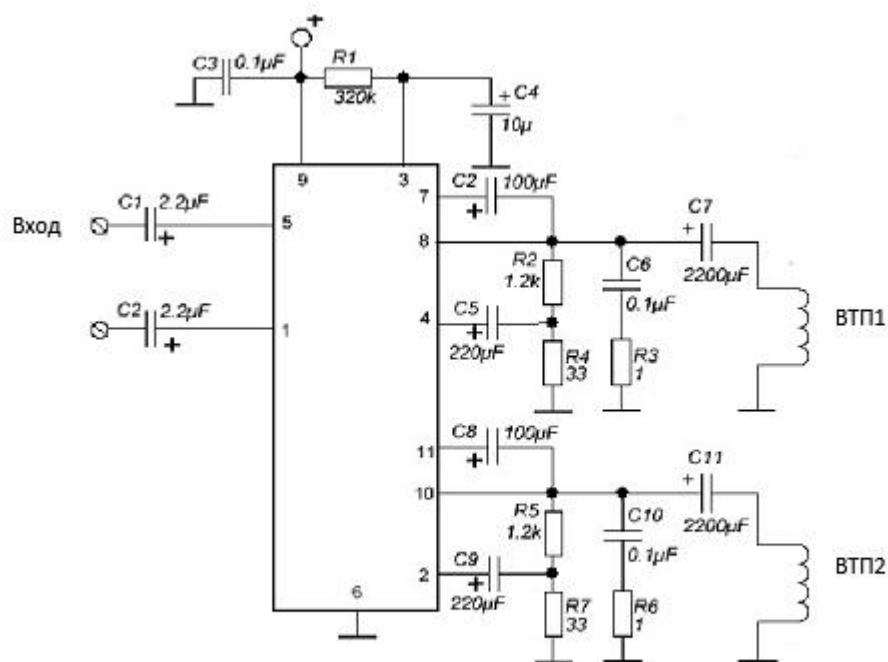 +
C3
0.1µF
R1
320k
+ C4
10µ
9
3
7
C2
100µF
+
C1
2.2µF
+
Вход
5
8
C7
+
2200µF
R2
1.2k
C6
0.1µF
C2
2.2µF
+
1
4
C5
+
220µF
R4
33
R3
1
ВТП1
C8
100µF
+
11
10
C11
+
2200µF
R5
1.2k
C10
0.1µF
ВТП2
C9
2
+
220µF
6
R7
33
R6
1